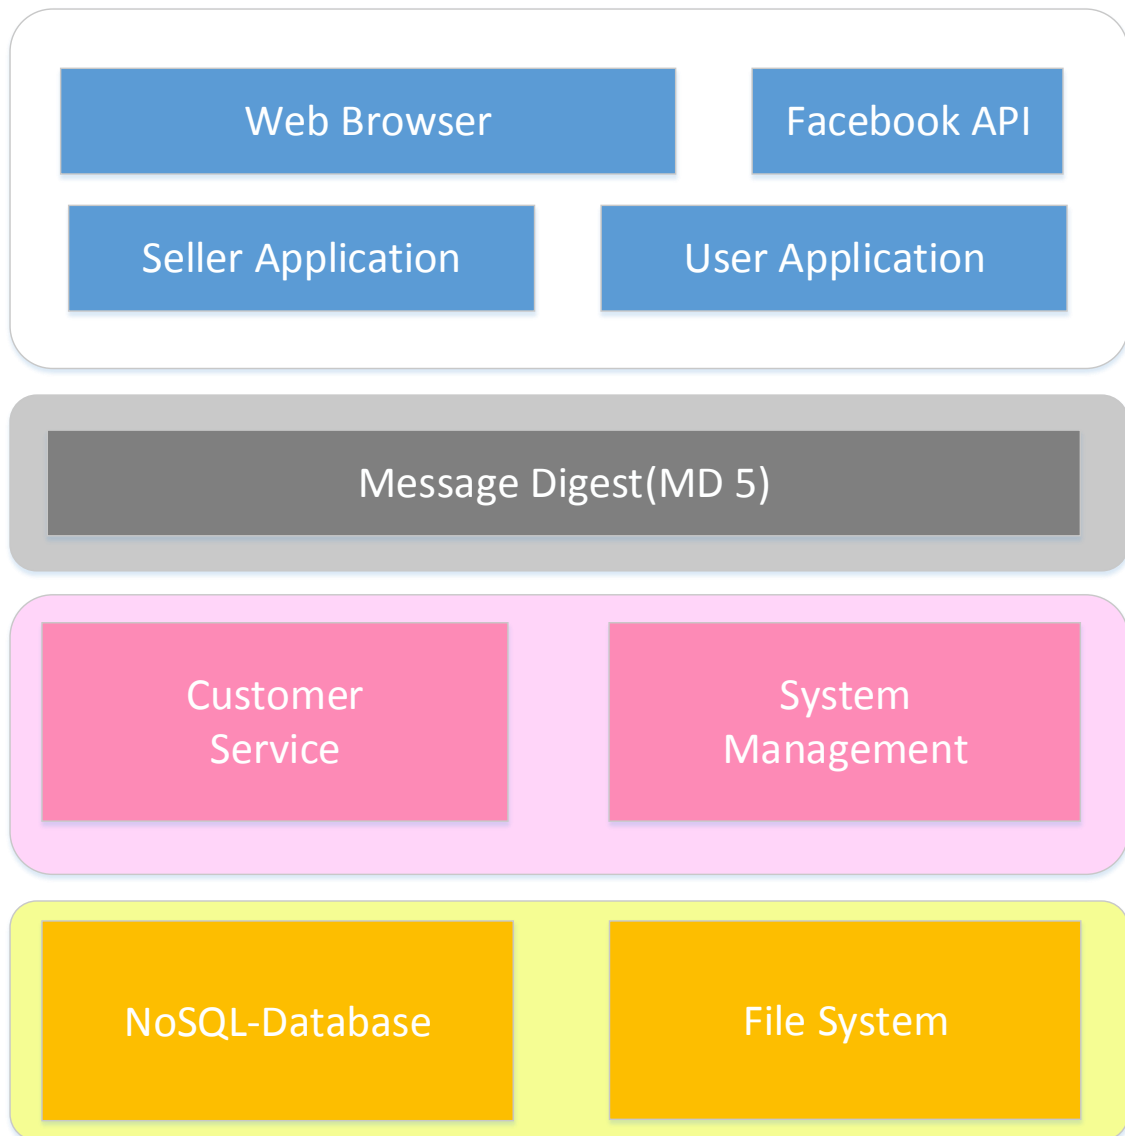 Web Browser
Facebook API
Seller Application
User Application
Message Digest(MD 5)
Customer
Service
System
Management
NoSQL-Database
File System